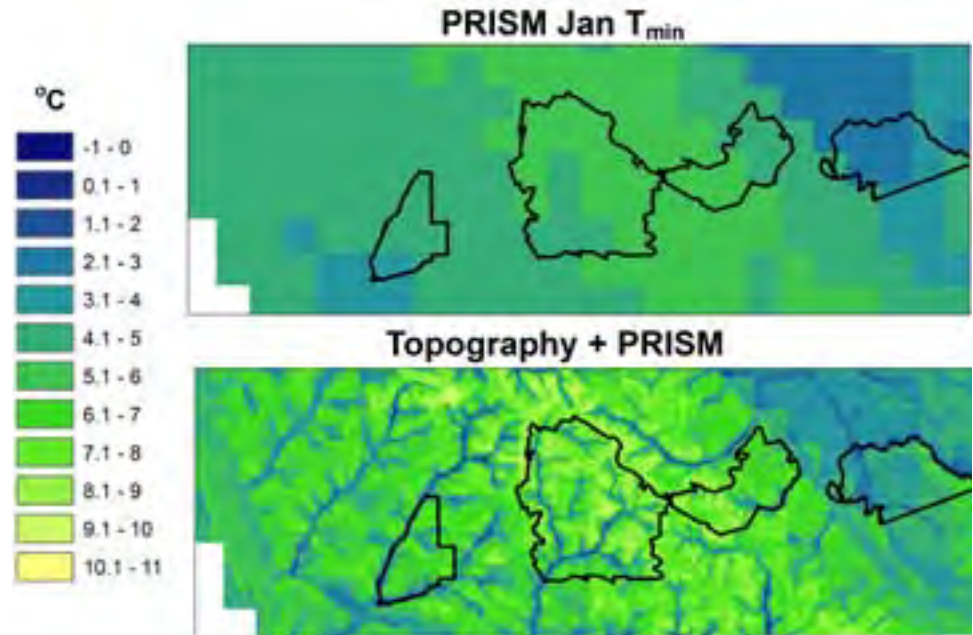 PRISM Jan Tmin
°C
-1 - 0
0.1 - 1
1.1 - 2
2.1 - 3
3.1 - 4
4.1 - 5
5.1 - 6
6.1 - 7
7.1 - 8
8.1 - 9
9.1 - 10
10.1 - 11
Topography + PRISM